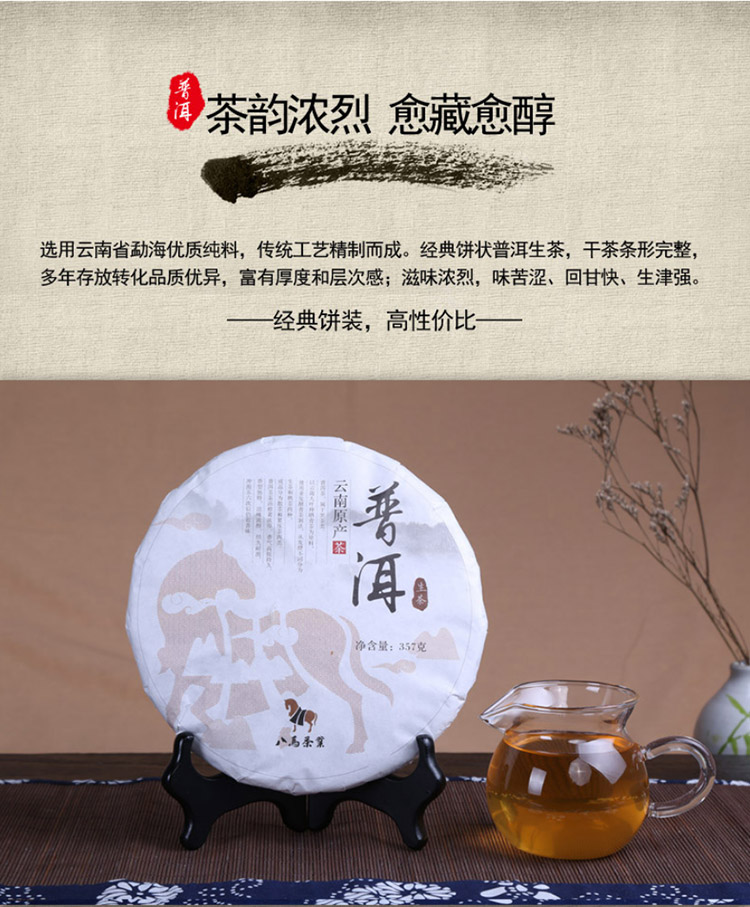 普洱
茶韵浓烈 愈藏愈醇
选用云南省勐海优质纯料，传统工艺精制而成。经典饼状普洱生茶，干茶条形完整，
多年存放转化品质优异，富有厚度和层次感；滋味浓烈，味苦涩、回甘快、生津强。
——经典饼装，高性价比——
普洱
生茶
云南原产
茶
净含量：357克
八马茶业